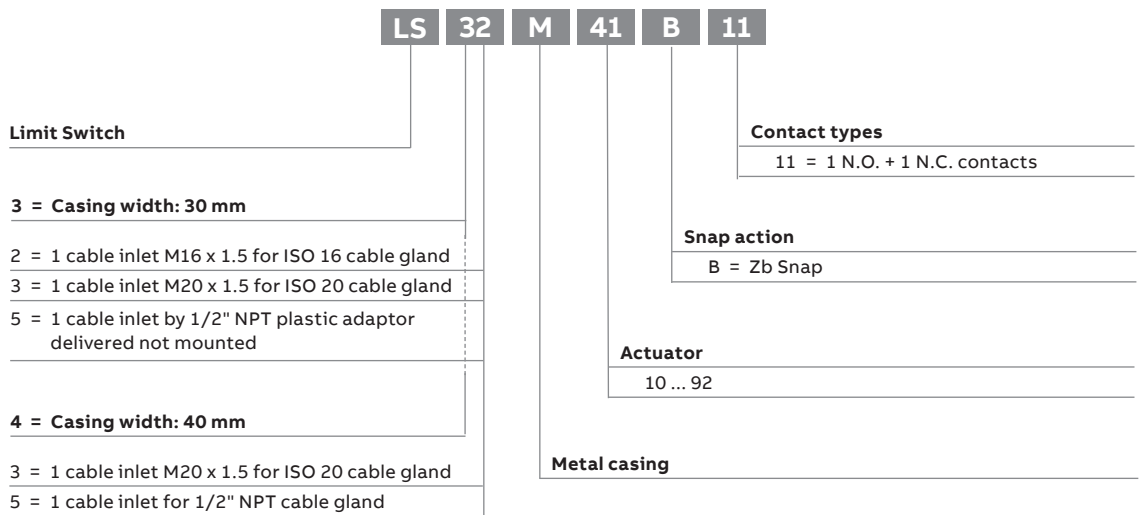 LS 32 M 41 B 11
Limit Switch
3 = Casing width: 30 mm
2 = 1 cable inlet M16 x 1.5 for ISO 16 cable gland
3 = 1 cable inlet M20 x 1.5 for ISO 20 cable gland
5 = 1 cable inlet by 1/2" NPT plastic adaptor
delivered not mounted
4 = Casing width: 40 mm
3 = 1 cable inlet M20 x 1.5 for ISO 20 cable gland
5 = 1 cable inlet for 1/2" NPT cable gland
Contact types
11 = 1 N.O. + 1 N.C. contacts
Snap action
B = Zb Snap
Actuator
10 ... 92
Metal casing